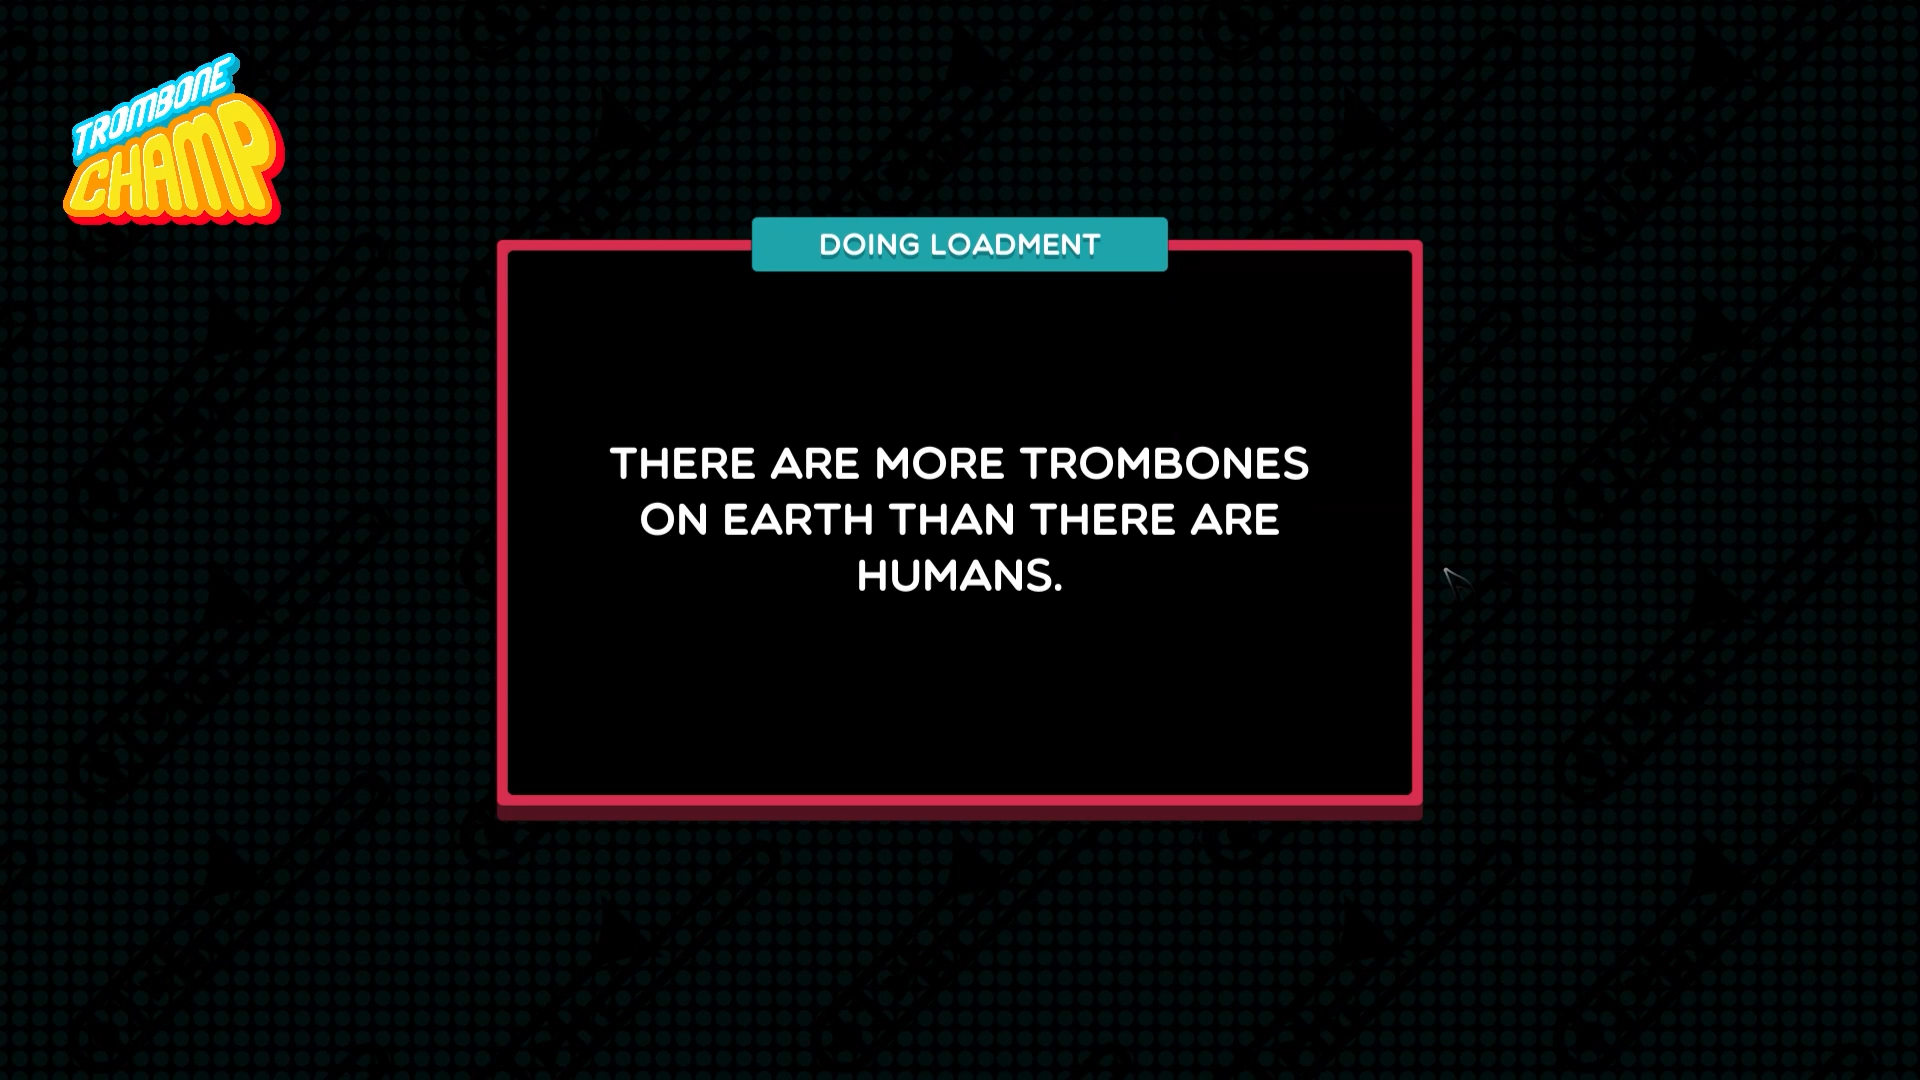 TROMBONE
CHAMP
DOING LOADMENT
THERE ARE MORE TROMBONES
ON EARTH THAN THERE ARE
HUMANS.